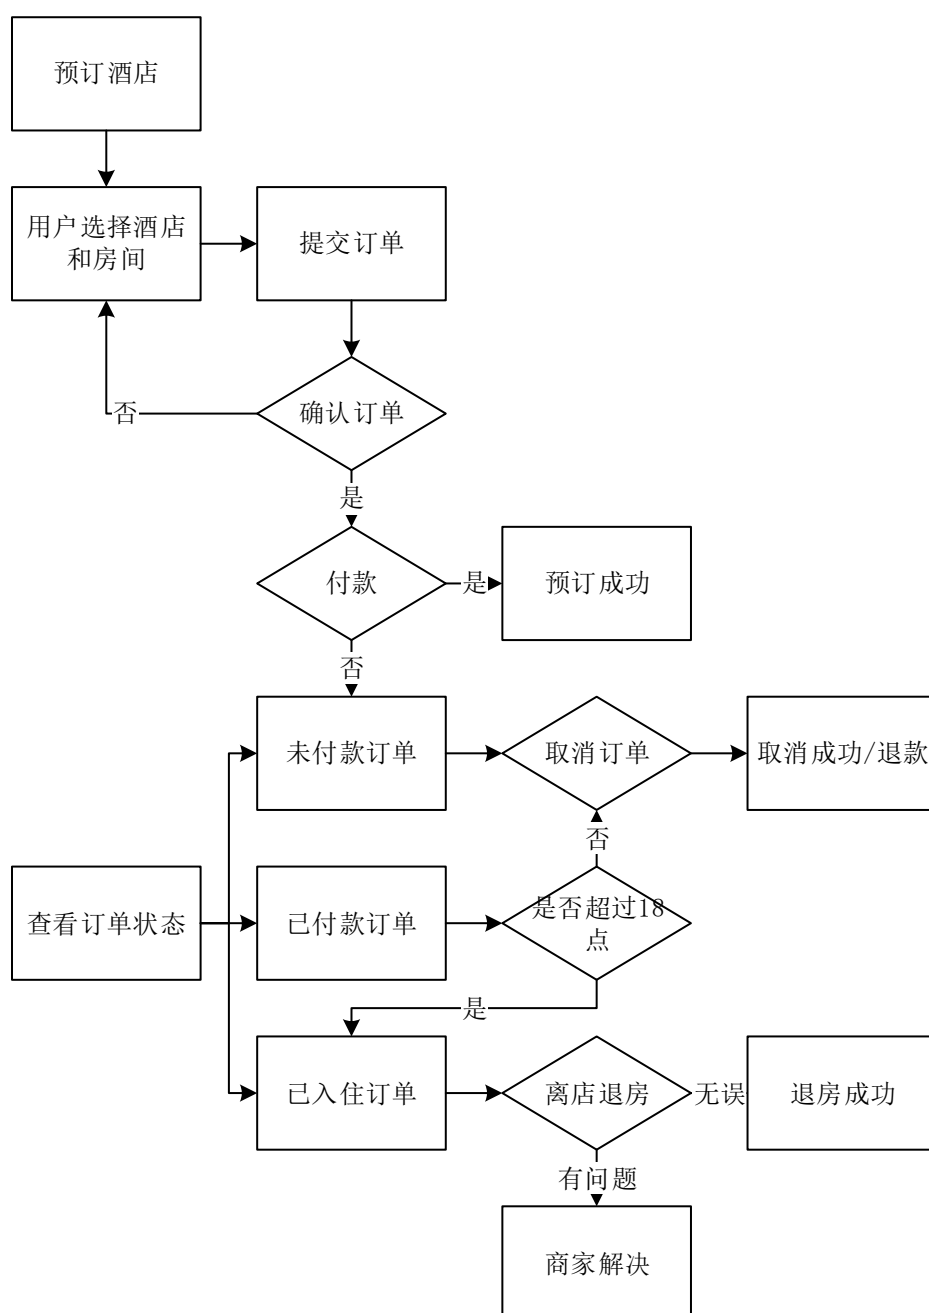 预订酒店
用户选择酒店
和房间
提交订单
否
确认订单
是
付款
是
预订成功
否
未付款订单
取消订单
取消成功/退款
否
查看订单状态
已付款订单
是否超过18
点
是
已入住订单
离店退房
无误
退房成功
有问题
商家解决